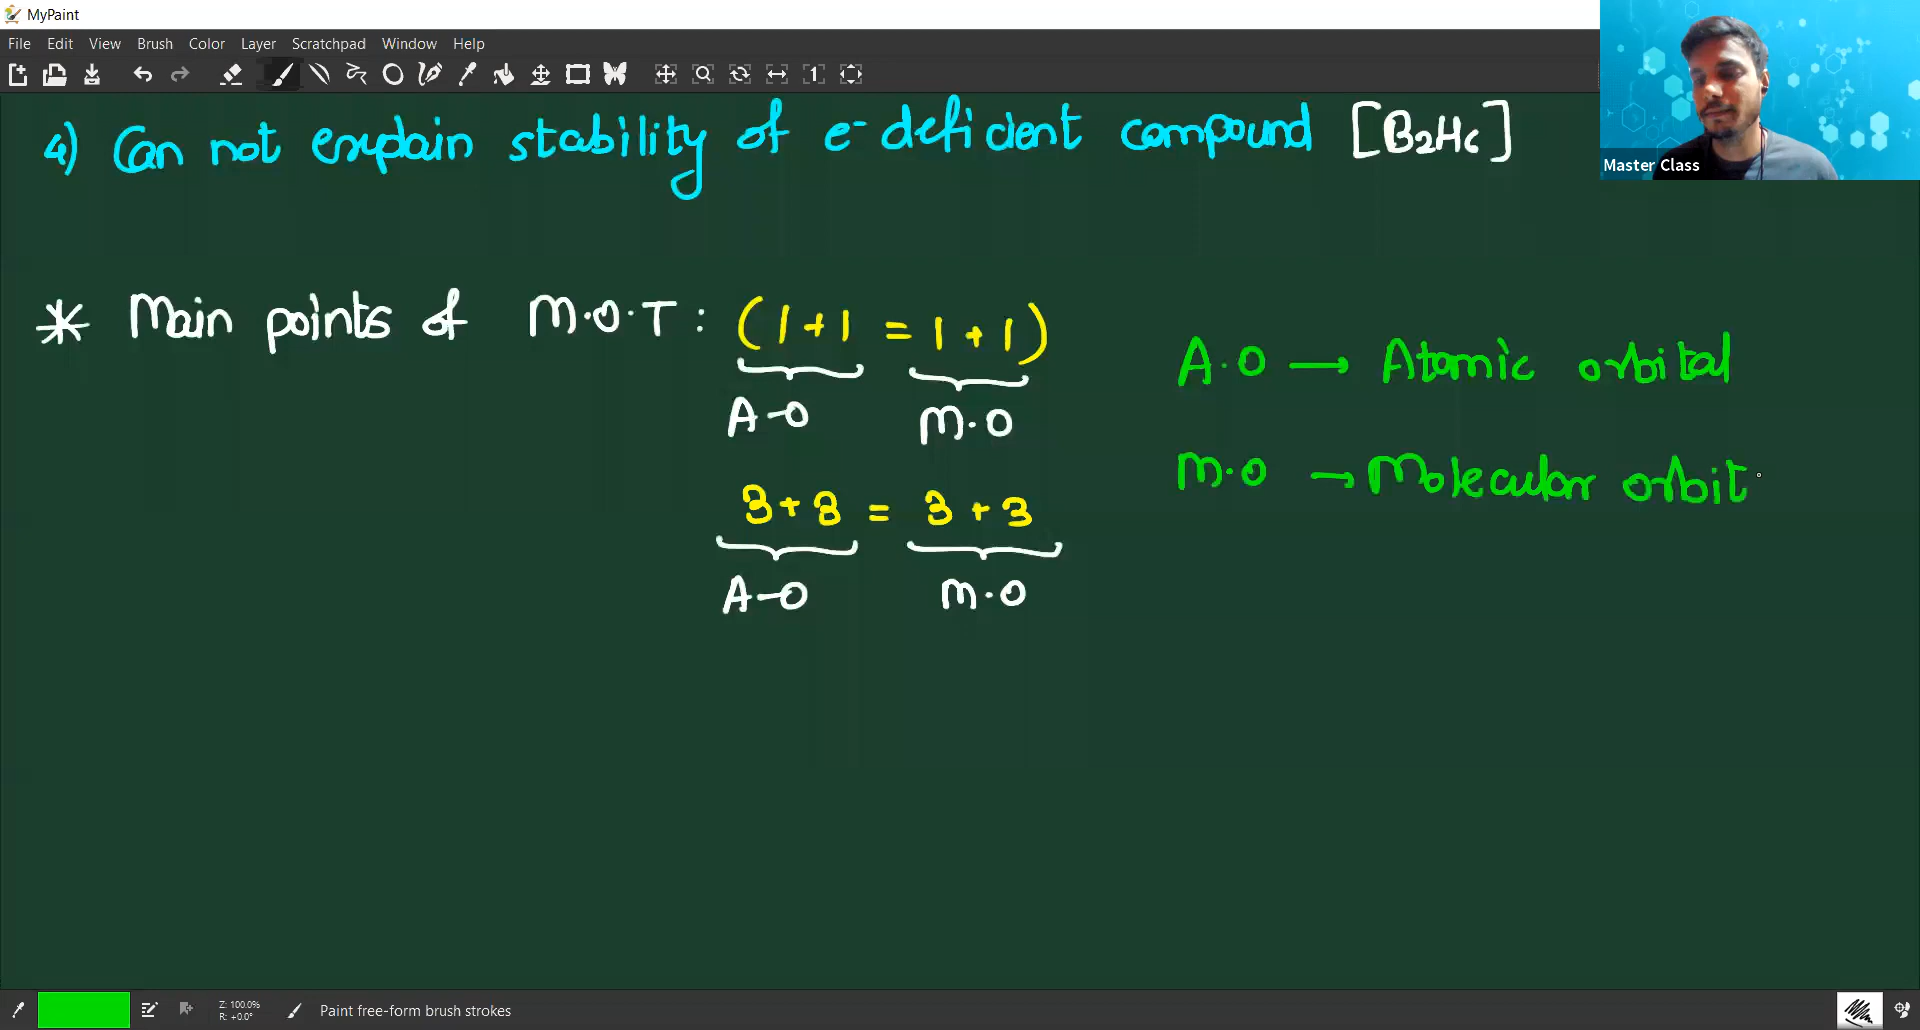 MyPaint
File Edit View Brush Color Layer Scratchpad Window Help
Master Class
4) Can not explain stability of e- deficient compound [B2H6]
* Main points of M.O.T: (1+1 = 1+1)
A-O M.O
3+3 = 3+3
A-O M.O
A.O → Atomic orbital
M.O → Molecular orbit
Z: 100.0%
R: +0.0°
Paint free-form brush strokes